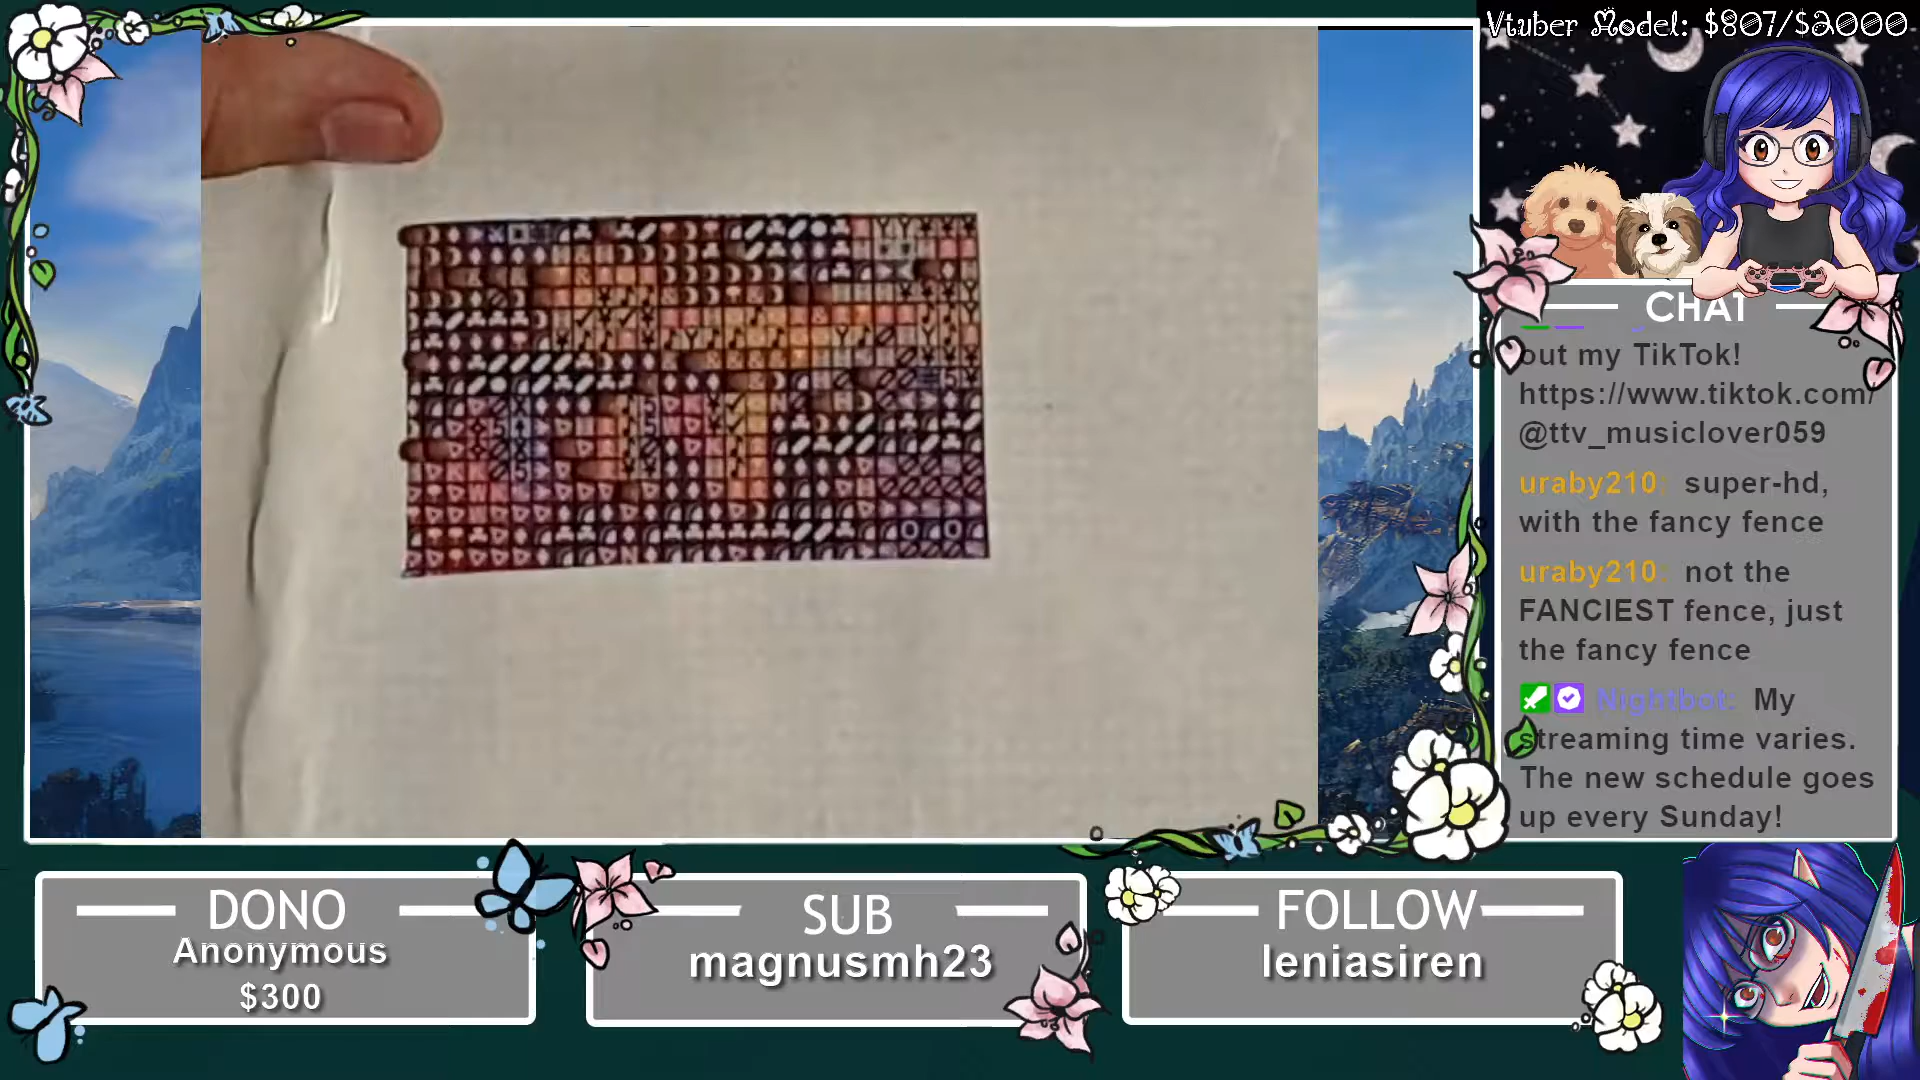 Vtuber Model: $807/$2000
CHAT
out my TikTok!
https://www.tiktok.com/
@ttv_musiclover059
uraby210: super-hd,
with the fancy fence
uraby210: not the
FANCIEST fence, just
the fancy fence
Nightbot: My
streaming time varies.
The new schedule goes
up every Sunday!
DONO
Anonymous
$300
SUB
magnusmh23
FOLLOW
leniasiren